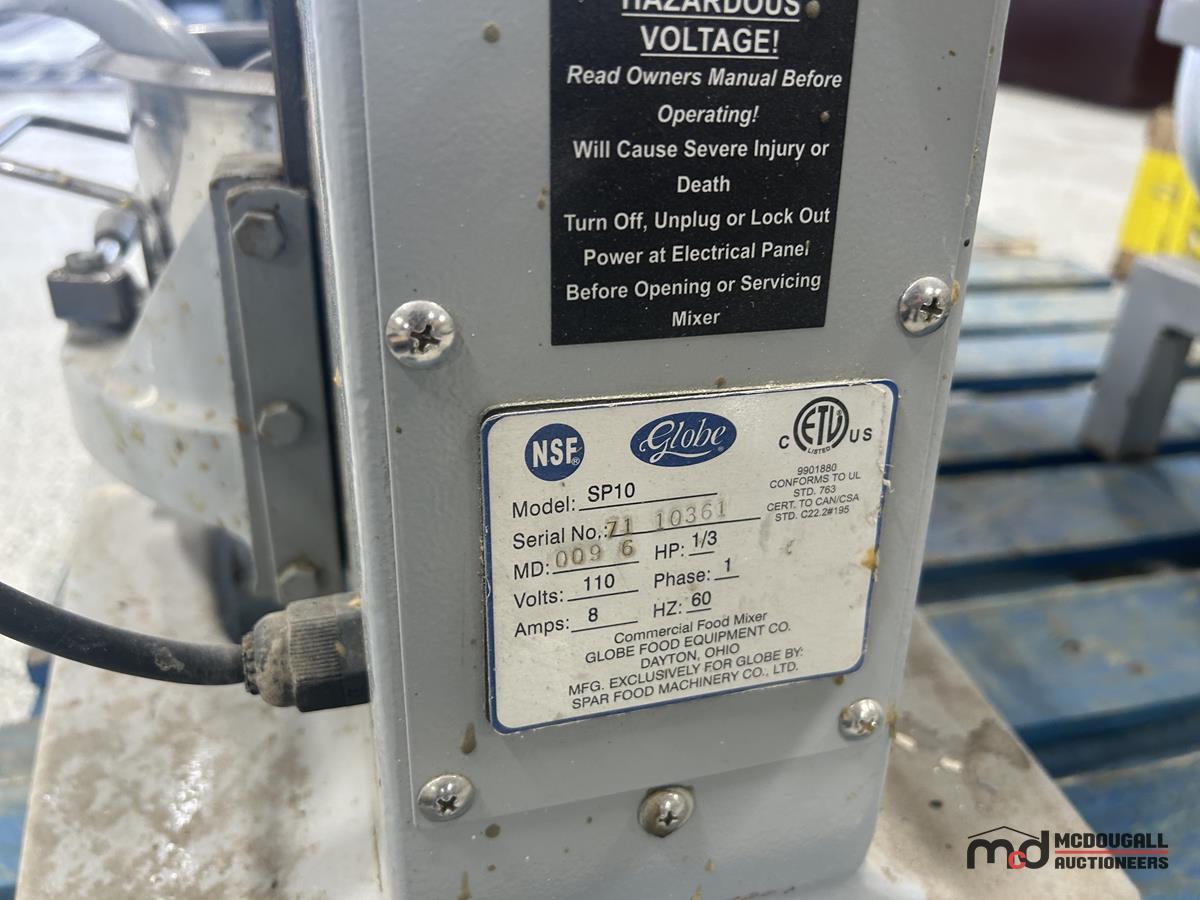 HAZARDOUS
VOLTAGE!
Read Owners Manual Before
Operating!
Will Cause Severe Injury or
Death
Turn Off, Unplug or Lock Out
Power at Electrical Panel
Before Opening or Servicing
Mixer
NSF®
Globe®
C ETL US
LISTED
9901880
CONFORMS TO UL
STD. 763
CERT. TO CAN/CSA
STD. C22.2#195
Model: SP10
Serial No.: 71 10361
MD: 009 6 HP: 1/3
Volts: 110 Phase: 1
Amps: 8 HZ: 60
Commercial Food Mixer
GLOBE FOOD EQUIPMENT CO.
DAYTON, OHIO
MFG. EXCLUSIVELY FOR GLOBE BY:
SPAR FOOD MACHINERY CO., LTD.
mcd MCDOUGALL
AUCTIONEERS